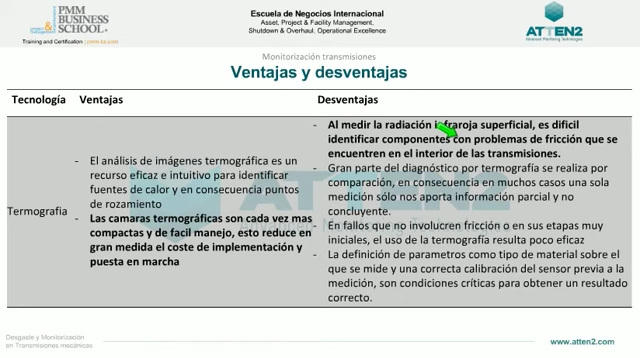 PMM
BUSINESS
SCHOOL
Training and Certification | pmm-bs.com
Escuela de Negocios Internacional
Asset, Project & Facility Management,
Shutdown & Overhaul, Operational Excellence
ATTEN2
Advanced Monitoring Technologies
Monitorización transmisiones
Ventajas y desventajas
Tecnología Ventajas Desventajas
Termografia
- El análisis de imágenes termográfica es un
recurso eficaz e intuitivo para identificar
fuentes de calor y en consecuencia puntos
de rozamiento
- Las camaras termográficas son cada vez mas
compactas y de facil manejo, esto reduce en
gran medida el coste de implementación y
puesta en marcha
- Al medir la radiación infraroja superficial, es dificil
identificar componentes con problemas de fricción que se
encuentren en el interior de las transmisiones.
- Gran parte del diagnóstico por termografía se realiza por
comparación, en consecuencia en muchos casos una sola
medición sólo nos aporta información parcial y no
concluyente.
- En fallos que no involucren fricción o en sus etapas muy
iniciales, el uso de la termografía resulta poco eficaz
- La definición de parametros como tipo de material sobre el
que se mide y una correcta calibración del sensor previa a la
medición, son condiciones críticas para obtener un resultado
correcto.
Desgaste y Monitorización
en Transmisiones mecánicas
www.atten2.com